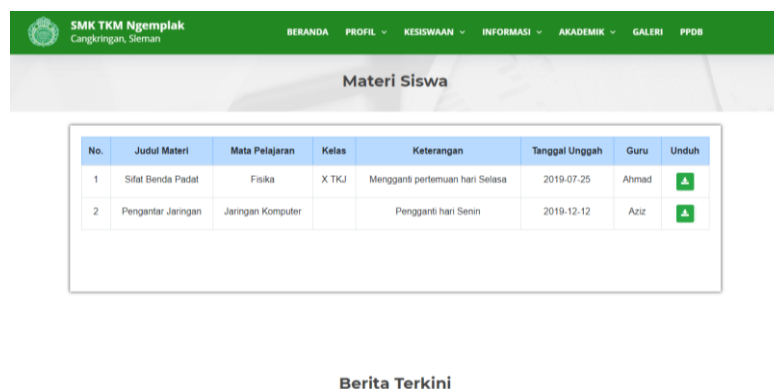 SMK TKM Ngemplak
Cangkringan, Sleman
BERANDA PROFIL KESISWAAN INFORMASI AKADEMIK GALERI PPDB
Materi Siswa
No. Judul Materi Mata Pelajaran Kelas Keterangan Tanggal Unggah Guru Unduh
1 Sifat Benda Padat Fisika X TKJ Mengganti pertemuan hari Selasa 2019-07-25 Ahmad
2 Pengantar Jaringan Jaringan Komputer Pengganti hari Senin 2019-12-12 Aziz
Berita Terkini